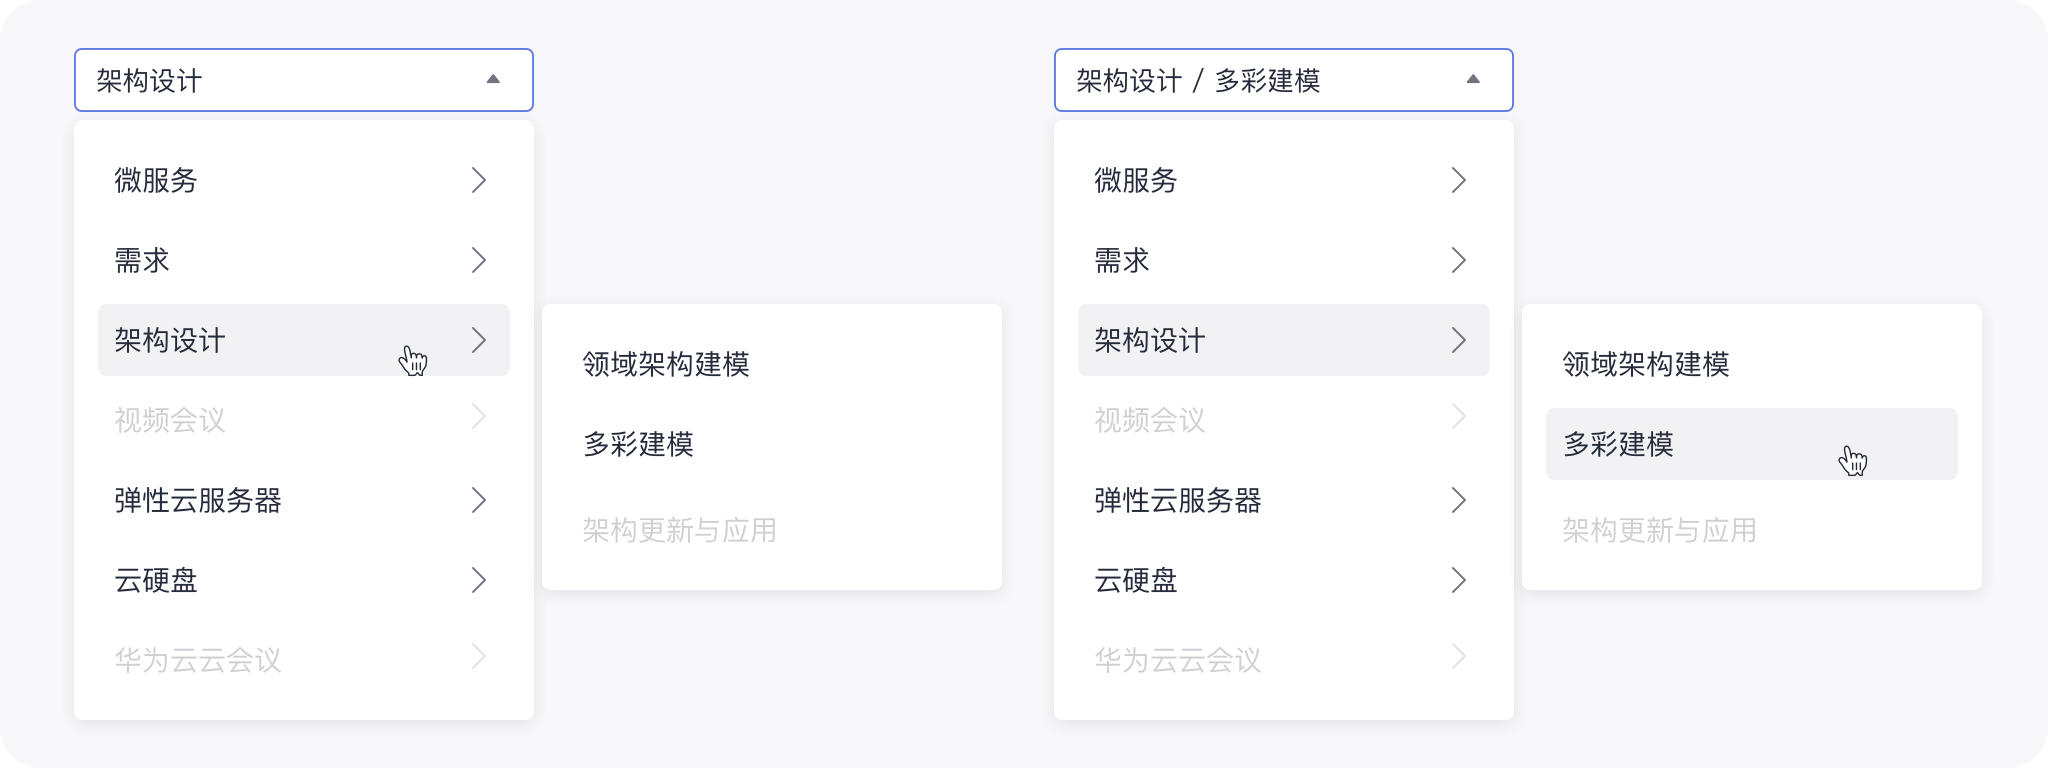 架构设计
微服务
需求
架构设计
视频会议
弹性云服务器
云硬盘
华为云云会议
领域架构建模
多彩建模
架构更新与应用
架构设计 / 多彩建模
微服务
需求
架构设计
视频会议
弹性云服务器
云硬盘
华为云云会议
领域架构建模
多彩建模
架构更新与应用